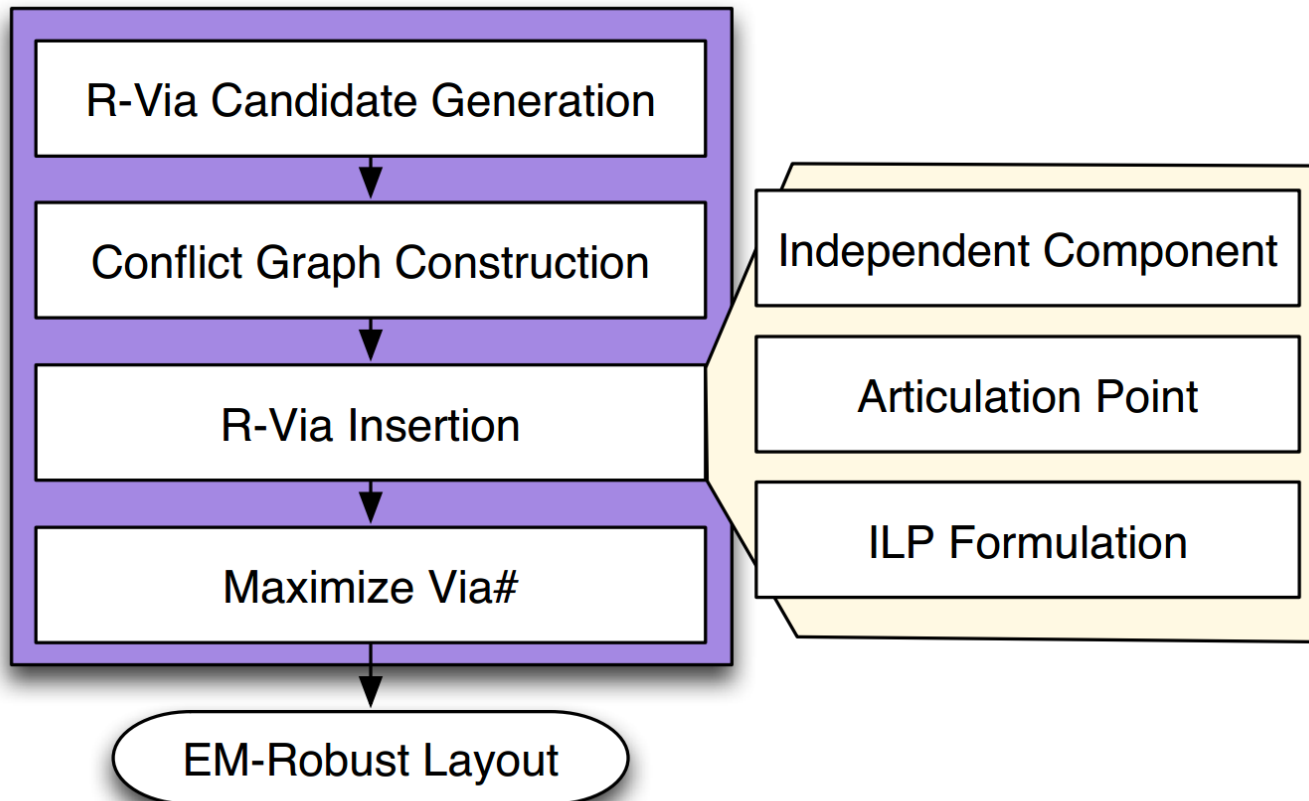 R-Via Candidate Generation
Conflict Graph Construction
R-Via Insertion
Maximize Via#
EM-Robust Layout
Independent Component
Articulation Point
ILP Formulation